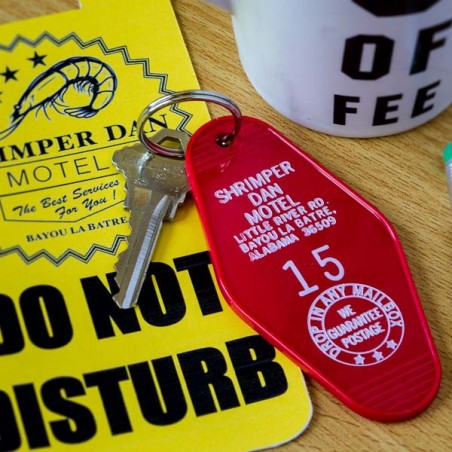 IMPER DAN
MOTEL
The Best Services
For You!
BAYOU LA BATRE
DO NOT
DISTURB
SHRIMPER
DAN
MOTEL
LITTLE RIVER RD.
BAYOU LA BATRE,
ALABAMA 36509
15
DROP IN ANY MAILBOX
WE
GUARANTEE
POSTAGE
OF
FEE